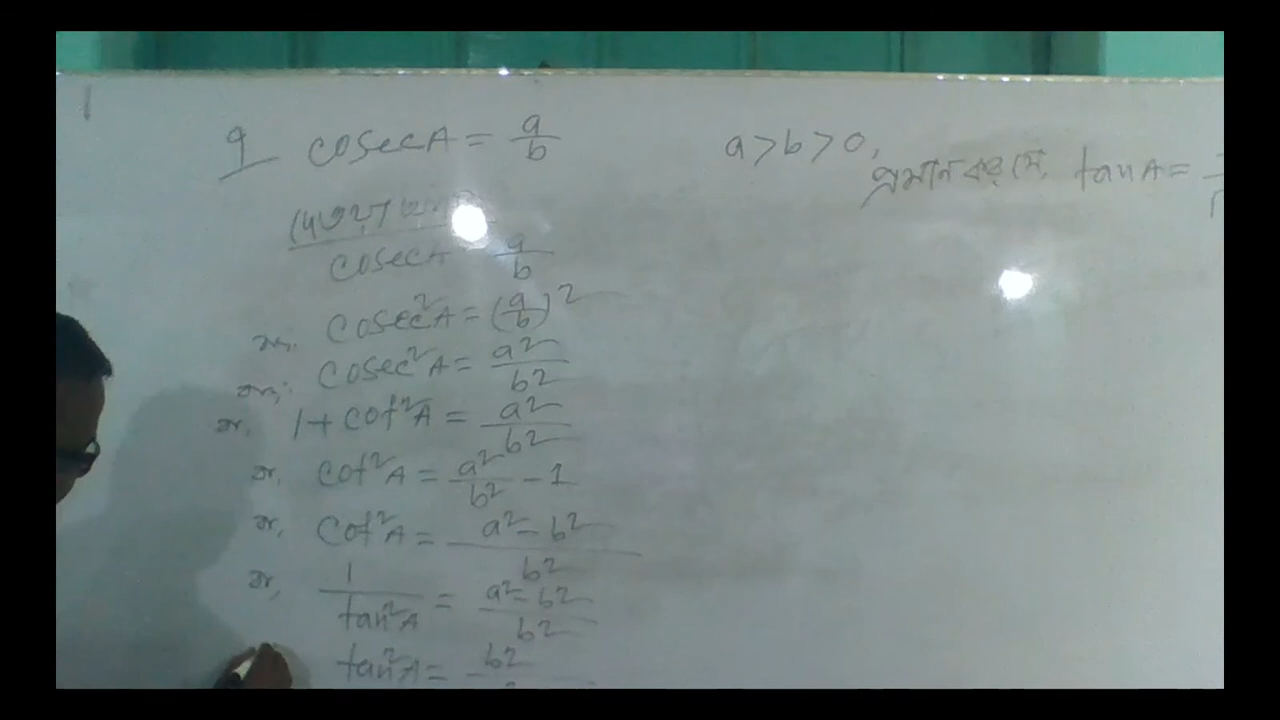 9 cosecA = a/b a > b > 0,
প্রমান কর যে, tanA =
দেওয়া
cosecA = a/b
বা, cosec²A = (a/b)²
বা, cosec²A = a²/b²
বা, 1 + cot²A = a²/b²
বা, cot²A = a²/b² - 1
বা, cot²A = a² - b²/b²
বা, 1/tan²A = a² - b²/b²
tan²A = b²